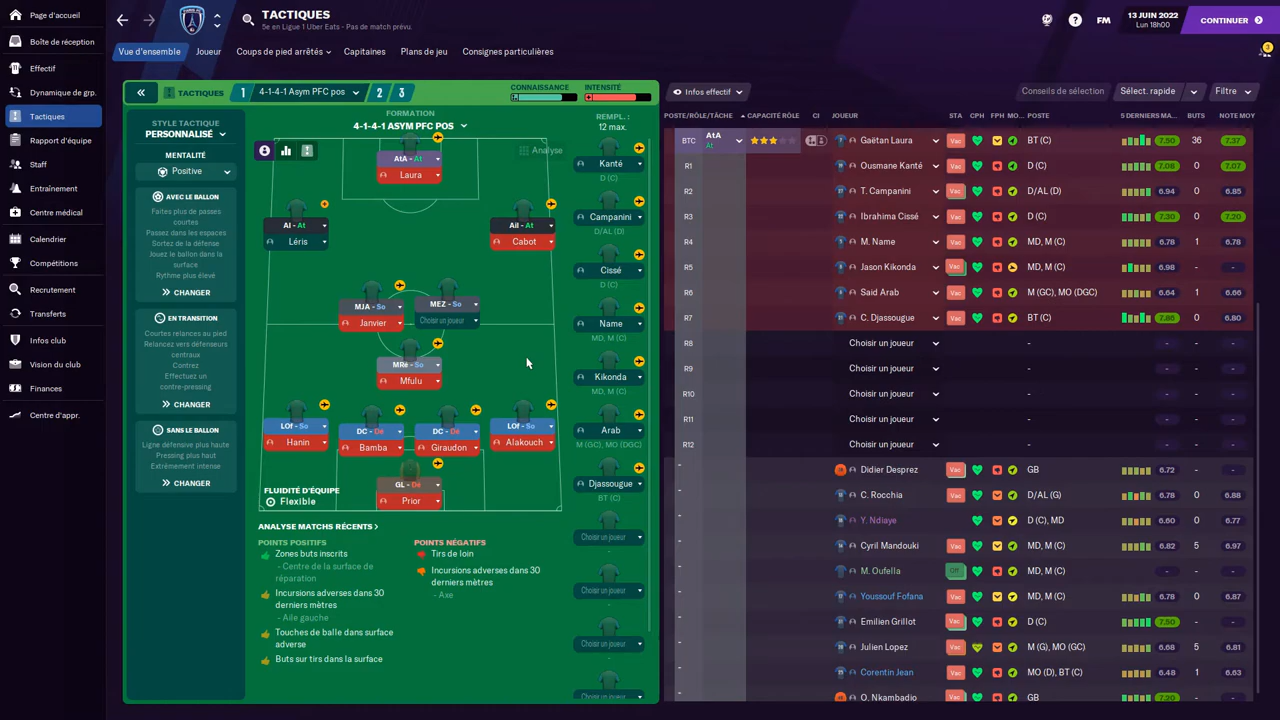 Page d'accueil
Boîte de réception
Effectif
Dynamique de grp.
Tactiques
Rapport d'équipe
Staff
Entraînement
Centre médical
Calendrier
Compétitions
Recrutement
Transferts
Infos club
Vision du club
Finances
Centre d'appr.
TACTIQUES
5e en Ligue 1 Uber Eats - Pas de match prévu.
FM
13 JUIN 2022
Lun 18h00
CONTINUER
2
Vue d'ensemble
Joueur
Coups de pied arrêtés
Capitaines
Plans de jeu
Consignes particulières
TACTIQUES
1
4-1-4-1 Asym PFC pos
2
3
CONNAISSANCE
INTENSITÉ
STYLE TACTIQUE
PERSONNALISÉ
MENTALITÉ
Positive
AVEC LE BALLON
Faites plus de passes
courtes
Passez dans les espaces
Sortez de la défense
Jouez le ballon dans la
surface
Rythme plus élevé
CHANGER
EN TRANSITION
Courtes relances au pied
Relancez vers défenseurs
centraux
Contrez
Effectuez un
contre-pressing
CHANGER
SANS LE BALLON
Ligne défensive plus haute
Pressing plus haut
Extrêmement intense
CHANGER
FORMATION
4-1-4-1 ASYM PFC POS
Analyse
AtA - At
Laura
AI - At
Léris
Ail - At
Cabot
MJA - So
Janvier
MEZ - So
Choisir un joueur
MRé - So
Mfulu
LOf - So
Hanin
DC - Dé
Bamba
DC - Dé
Giraudon
LOf - So
Alakouch
GL - Dé
Prior
FLUIDITÉ D'ÉQUIPE
Flexible
REMPL.:
12 max.
Kanté
D (C)
Campanini
D/AL (D)
Cissé
D (C)
Name
MD, M (C)
Kikonda
MD, M (C)
Arab
M (GC), MO (DGC)
Djassougue
BT (C)
Choisir un joueur
-
Choisir un joueur
-
Choisir un joueur
-
Choisir un joueur
ANALYSE MATCHS RÉCENTS
POINTS POSITIFS
Zones buts inscrits
- Centre de la surface de
réparation
Incursions adverses dans 30
derniers mètres
- Aile gauche
Touches de balle dans surface
adverse
Buts sur tirs dans la surface
POINTS NÉGATIFS
Tirs de loin
Incursions adverses dans 30
derniers mètres
- Axe
Infos effectif
Conseils de sélection
Sélect. rapide
Filtre
POSTE/RÔLE/TÂCHE CAPACITÉ RÔLE CI JOUEUR STA CPH FPH MO... POSTE 5 DERNIERS MA... BUTS NOTE MOY
BTC AtA At Gaëtan Laura Vac BT (C) 7.50 36 7.37
R1 Ousmane Kanté Vac D (C) 7.08 0 7.07
R2 T. Campanini Vac D/AL (D) 6.94 0 6.85
R3 Ibrahima Cissé Vac D (C) 7.30 0 7.20
R4 M. Name Vac MD, M (C) 6.78 1 6.78
R5 Jason Kikonda Vac MD, M (C) 6.98 - -
R6 Said Arab Vac M (GC), MO (DGC) 6.64 1 6.66
R7 C. Djassougue Vac BT (C) 7.85 0 6.80
R8 Choisir un joueur - - - -
R9 Choisir un joueur - - - -
R10 Choisir un joueur - - - -
R11 Choisir un joueur - - - -
R12 Choisir un joueur - - - -
- Didier Desprez Vac GB 6.72 - -
- C. Rocchia Vac D/AL (G) 6.78 0 6.88
- Y. Ndiaye D (C), MD 6.60 0 6.77
- Cyril Mandouki Vac MD, M (C) 6.82 5 6.97
- M. Oufella Off MD, M (C) - - -
- Youssouf Fofana Vac MD, M (C) 6.78 0 6.87
- Emilien Grillot Vac D (C) 7.50 - -
- Julien Lopez Vac M (G), MO (GC) 6.68 5 6.81
- Corentin Jean Vac MO (D), BT (C) 6.48 1 6.63
- O. Nkambadio Vac GB 7.20 - -